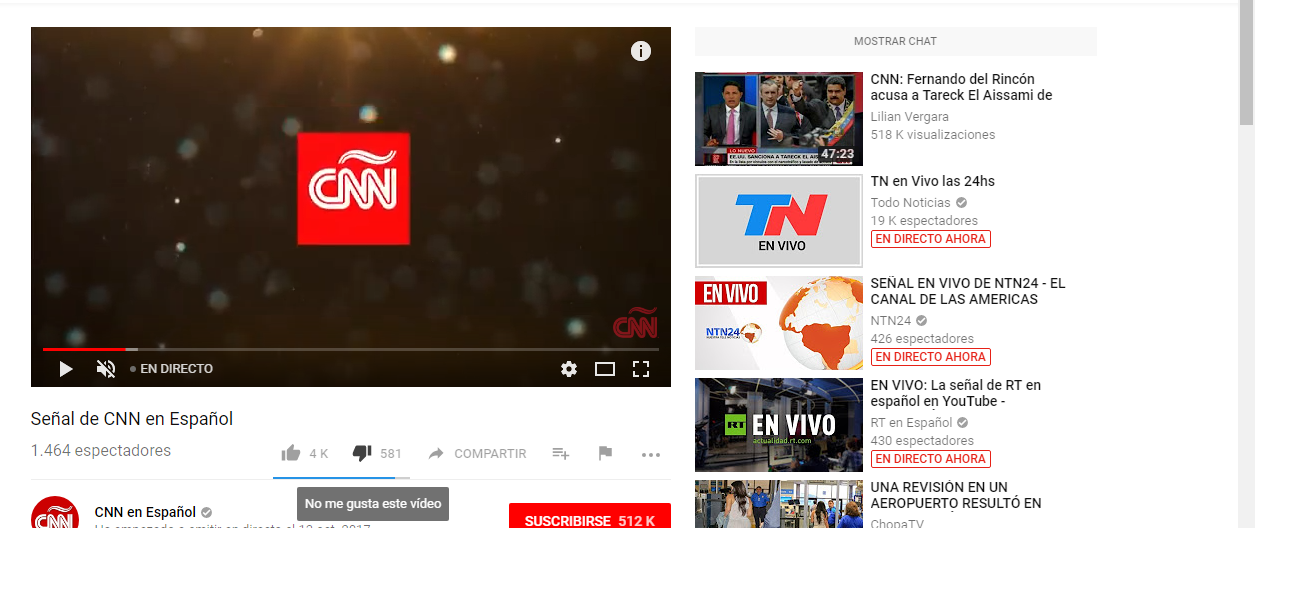 CNN
CNN
EN DIRECTO
Señal de CNN en Español
1.464 espectadores
4 K
581
COMPARTIR
No me gusta este vídeo
CNN
CNN en Español
SUSCRIBIRSE 512 K
MOSTRAR CHAT
LO NUEVO
EE.UU. SANCIONA A TARECK EL AIS
47:23
CNN: Fernando del Rincón
acusa a Tareck El Aissami de
Lilian Vergara
518 K visualizaciones
TN
EN VIVO
TN en Vivo las 24hs
Todo Noticias
19 K espectadores
EN DIRECTO AHORA
EN VIVO
NTN24
SEÑAL EN VIVO DE NTN24 - EL
CANAL DE LAS AMERICAS
NTN24
426 espectadores
EN DIRECTO AHORA
RT EN VIVO
actualidad.rt.com
EN VIVO: La señal de RT en
español en YouTube -
RT en Español
430 espectadores
EN DIRECTO AHORA
UNA REVISIÓN EN UN
AEROPUERTO RESULTÓ EN
ChopaTV